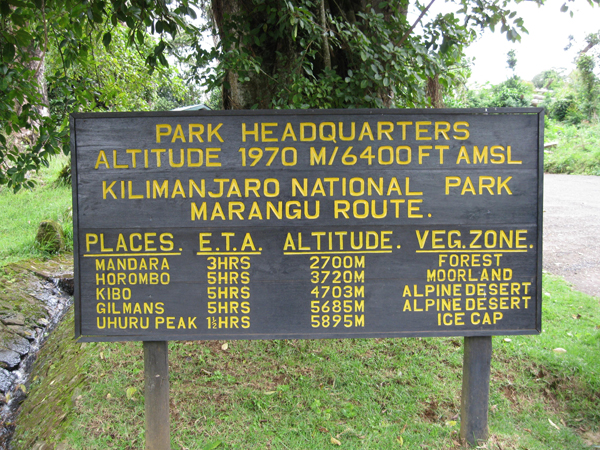 PARK HEADQUARTERS
ALTITUDE 1970 M/6400 FT AMSL
KILIMANJARO NATIONAL PARK
MARANGU ROUTE.
PLACES. E.T.A. ALTITUDE. VEG.ZONE.
MANDARA 3HRS 2700M FOREST
HOROMBO 5HRS 3720M MOORLAND
KIBO 5HRS 4703M ALPINE DESERT
GILMANS 5HRS 5685M ALPINE DESERT
UHURU PEAK 1½HRS 5895M ICE CAP